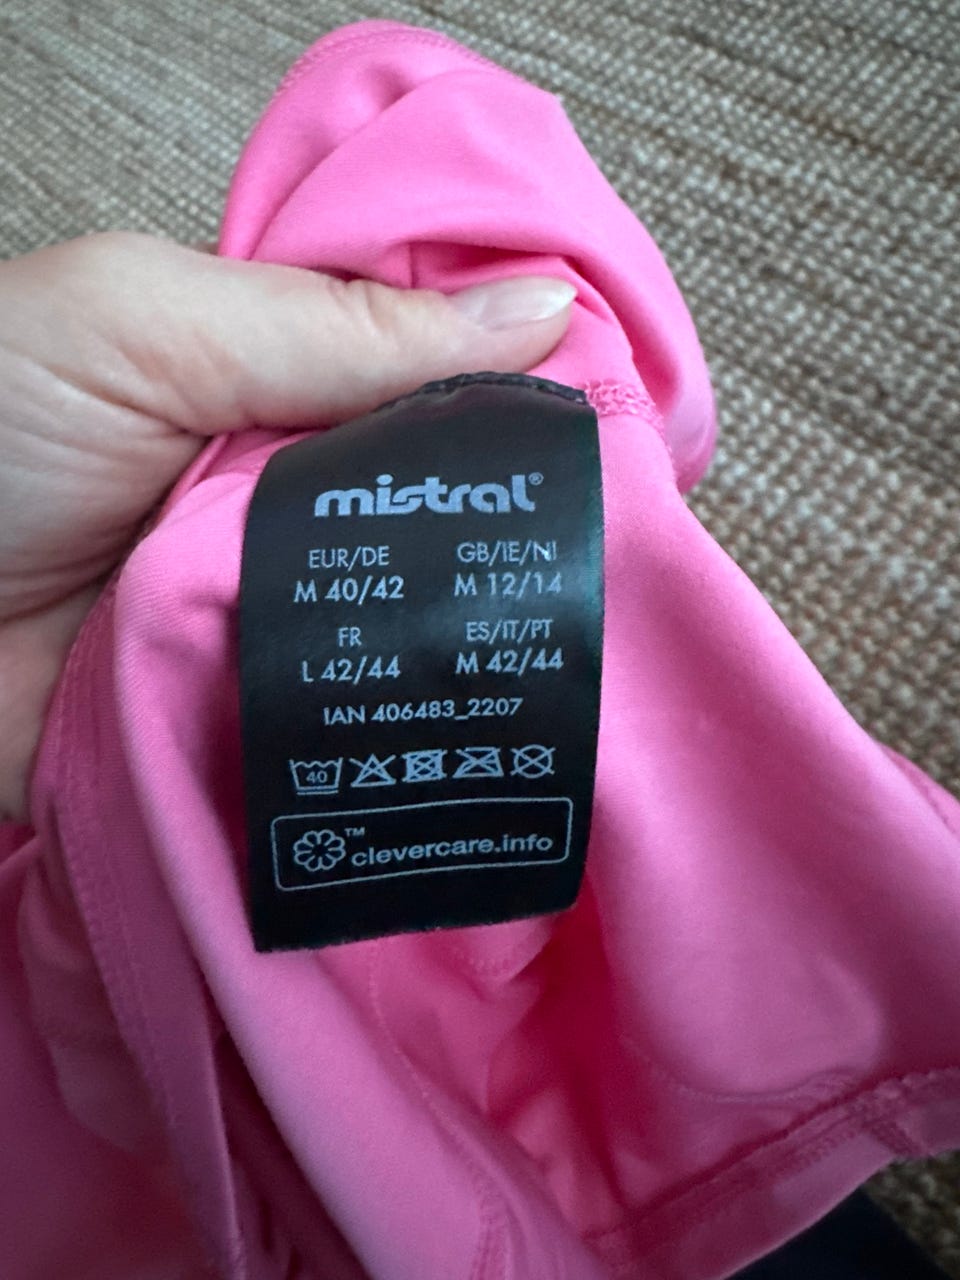 mistral®
EUR/DE GB/IE/NI
M 40/42 M 12/14
FR ES/IT/PT
L 42/44 M 42/44
IAN 406483_2207
40
™ clevercare.info